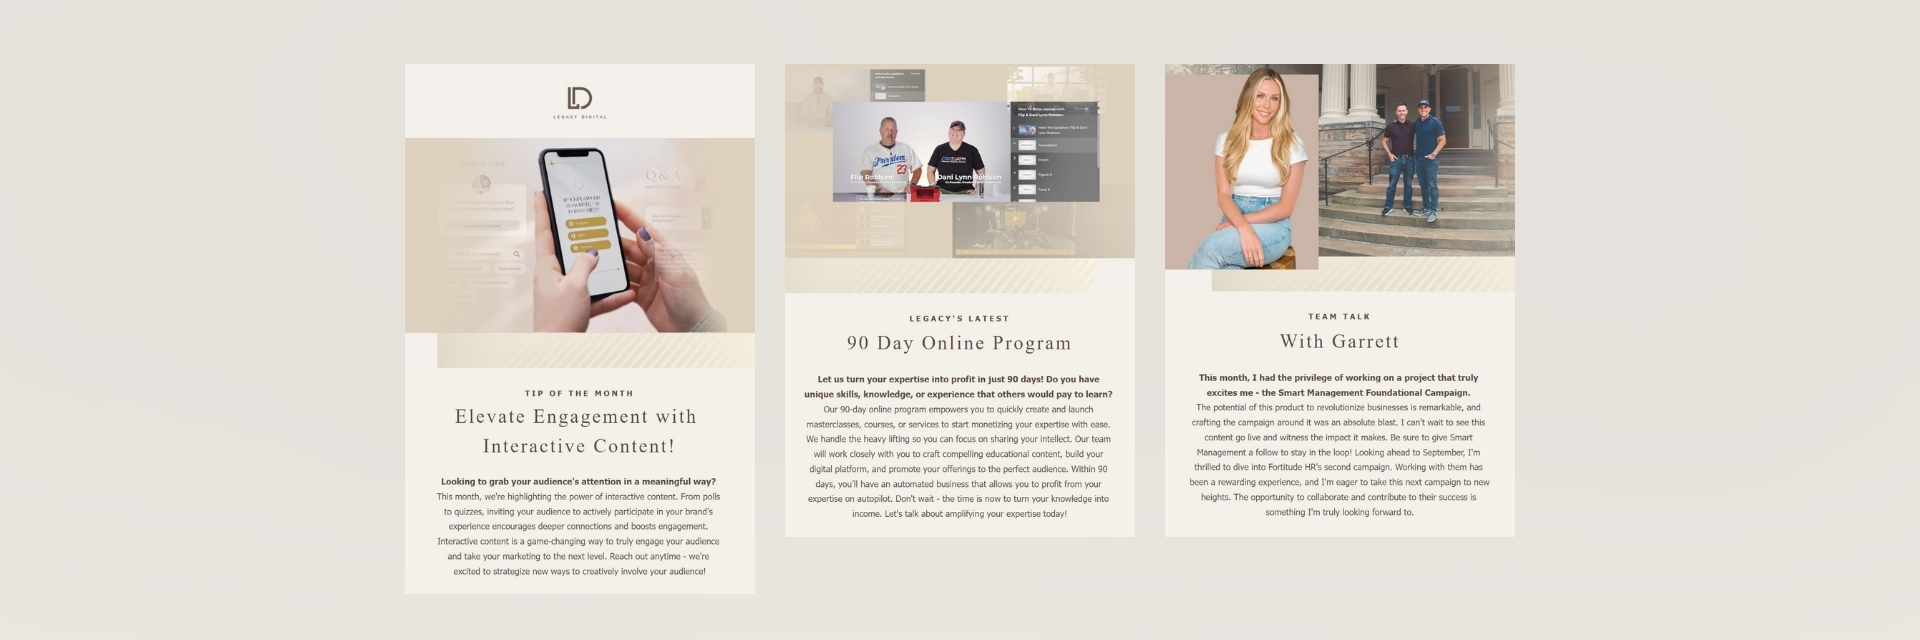 LEGACY DIGITAL
Q&A
TIP OF THE MONTH
Elevate Engagement with
Interactive Content!
Looking to grab your audience's attention in a meaningful way?
This month, we're highlighting the power of interactive content. From polls
to quizzes, inviting your audience to actively participate in your brand's
experience encourages deeper connections and boosts engagement.
Interactive content is a game-changing way to truly engage your audience
and take your marketing to the next level. Reach out anytime - we're
excited to strategize new ways to creatively involve your audience!
Flip Robison
Dani Lynn Robison
Flip & Dani Lynn Robison
Foundation
LEGACY'S LATEST
90 Day Online Program
Let us turn your expertise into profit in just 90 days! Do you have
unique skills, knowledge, or experience that others would pay to learn?
Our 90-day online program empowers you to quickly create and launch
masterclasses, courses, or services to start monetizing your expertise with ease.
We handle the heavy lifting so you can focus on sharing your intellect. Our team
will work closely with you to craft compelling educational content, build your
digital platform, and promote your offerings to the perfect audience. Within 90
days, you'll have an automated business that allows you to profit from your
expertise on autopilot. Don't wait - the time is now to turn your knowledge into
income. Let's talk about amplifying your expertise today!
TEAM TALK
With Garrett
This month, I had the privilege of working on a project that truly
excites me - the Smart Management Foundational Campaign.
The potential of this product to revolutionize businesses is remarkable, and
crafting the campaign around it was an absolute blast. I can't wait to see this
content go live and witness the impact it makes. Be sure to give Smart
Management a follow to stay in the loop! Looking ahead to September, I'm
thrilled to dive into Fortitude HR's second campaign. Working with them has
been a rewarding experience, and I'm eager to take this next campaign to new
heights. The opportunity to collaborate and contribute to their success is
something I'm truly looking forward to.